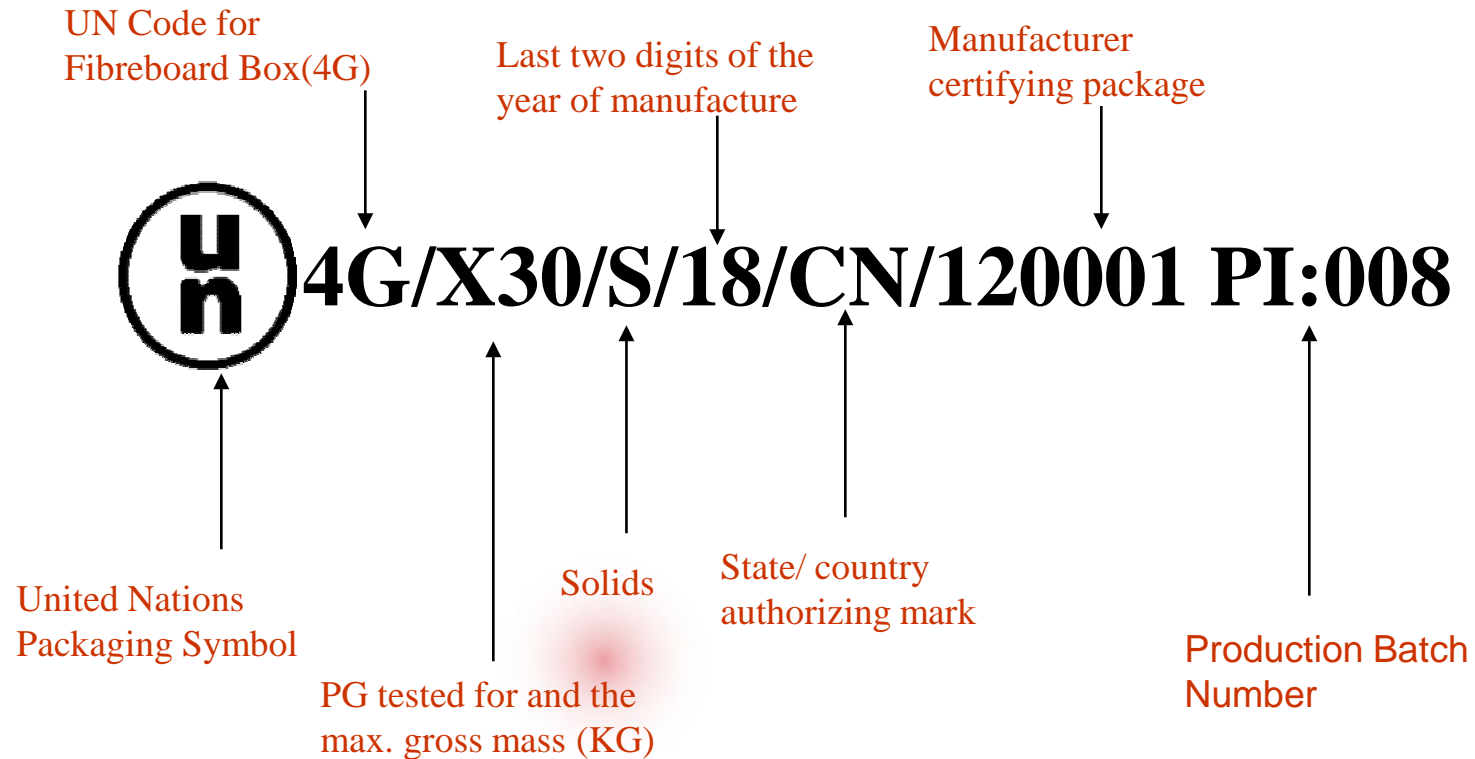 UN Code for
Fibreboard Box(4G)
Last two digits of the
year of manufacture
Manufacturer
certifying package
un
4G/X30/S/18/CN/120001 PI:008
United Nations
Packaging Symbol
PG tested for and the
max. gross mass (KG)
Solids
State/ country
authorizing mark
Production Batch
Number